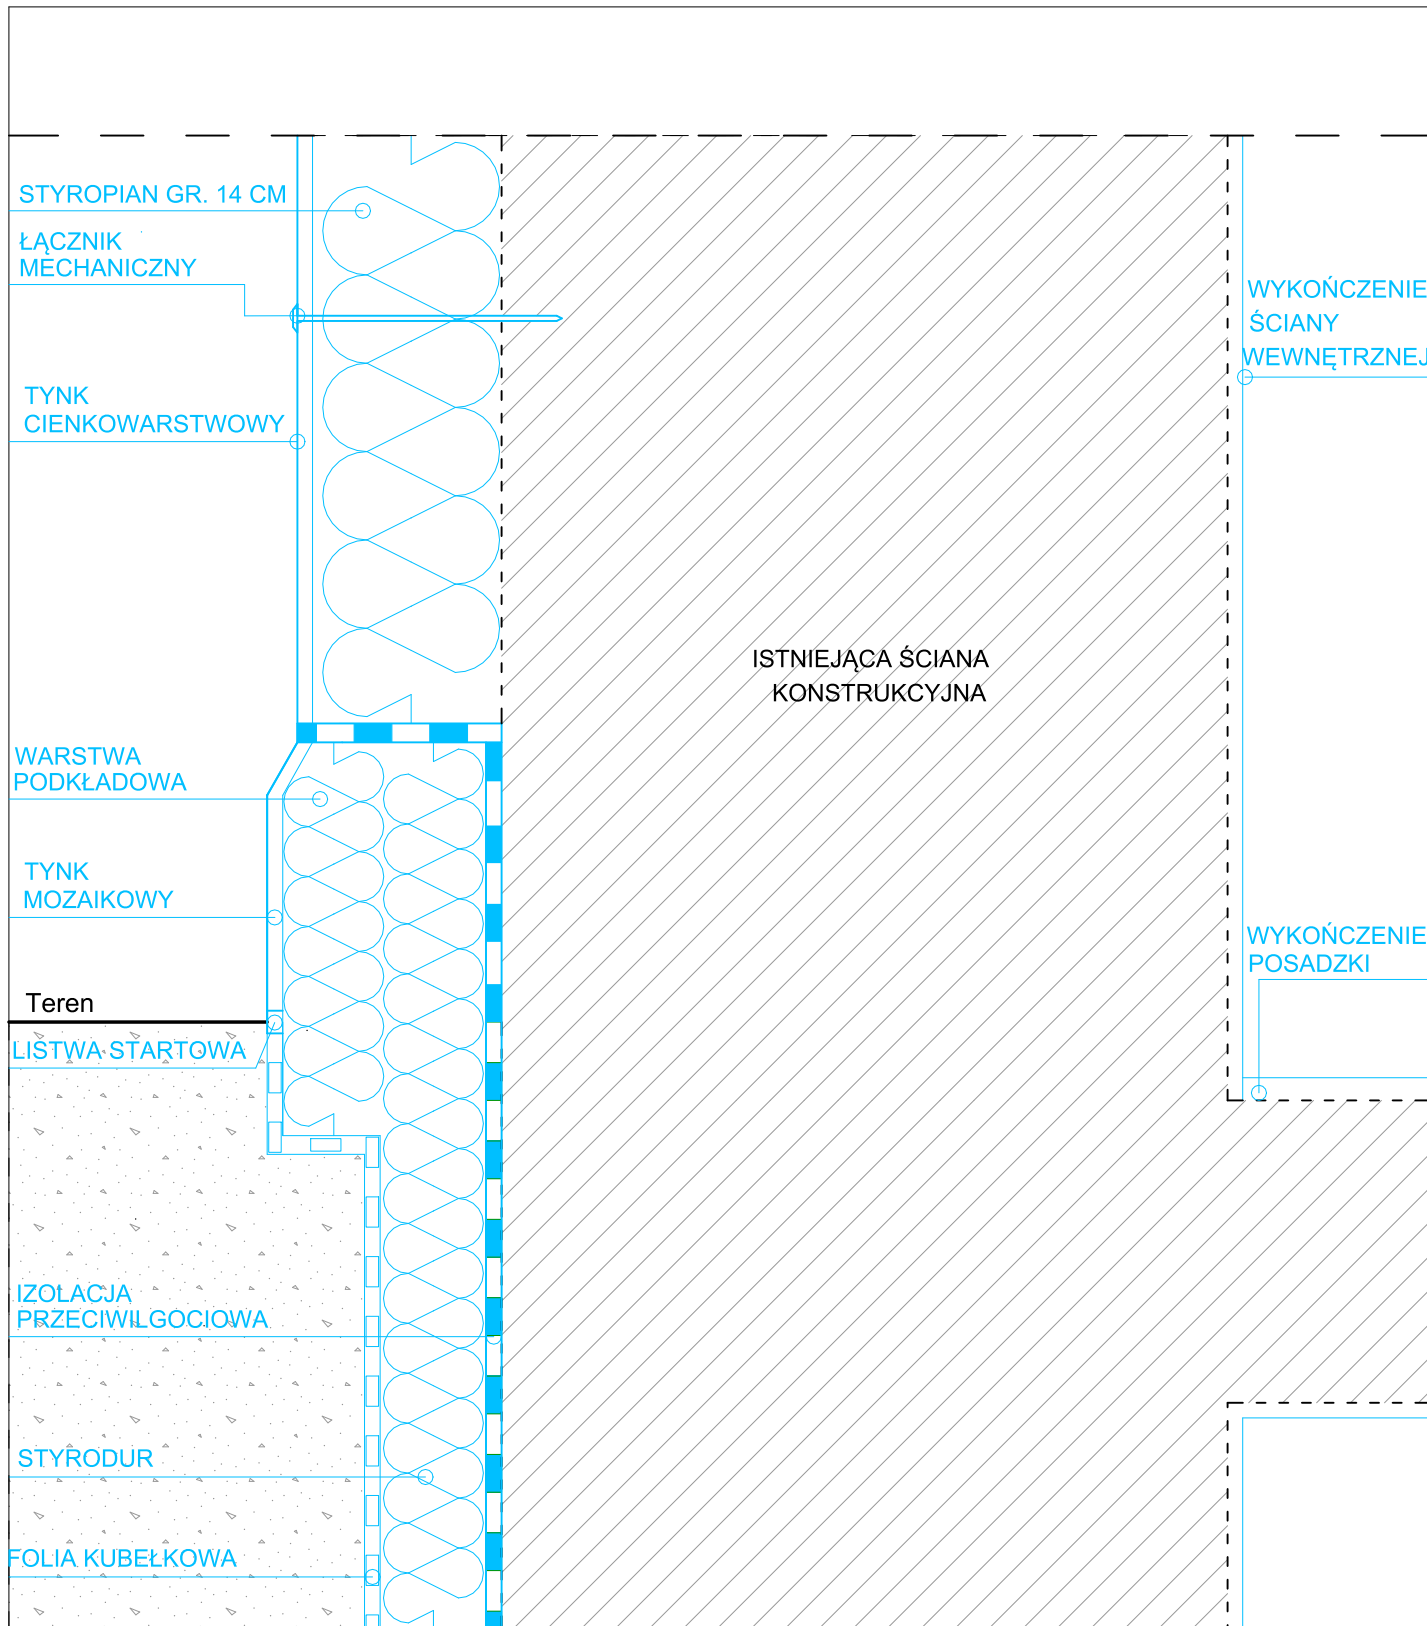 STYROPIAN GR. 14 CM
ŁĄCZNIK
MECHANICZNY
TYNK
CIENKOWARSTWOWY
WYKOŃCZENIE
ŚCIANY
WEWNĘTRZNEJ
ISTNIEJĄCA ŚCIANA
KONSTRUKCYJNA
WARSTWA
PODKŁADOWA
TYNK
MOZAIKOWY
WYKOŃCZENIE
POSADZKI
Teren
LISTWA STARTOWA
IZOLACJA
PRZECIWILGOCIOWA
STYRODUR
FOLIA KUBEŁKOWA